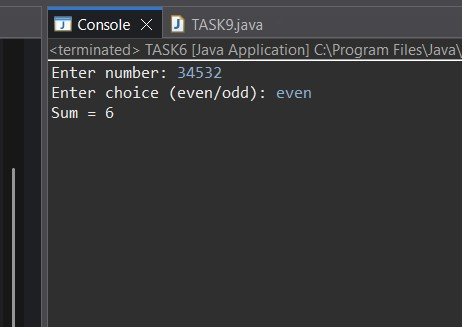 Console TASK9.java
<terminated> TASK6 [Java Application] C:\Program Files\Java\
Enter number: 34532
Enter choice (even/odd): even
Sum = 6